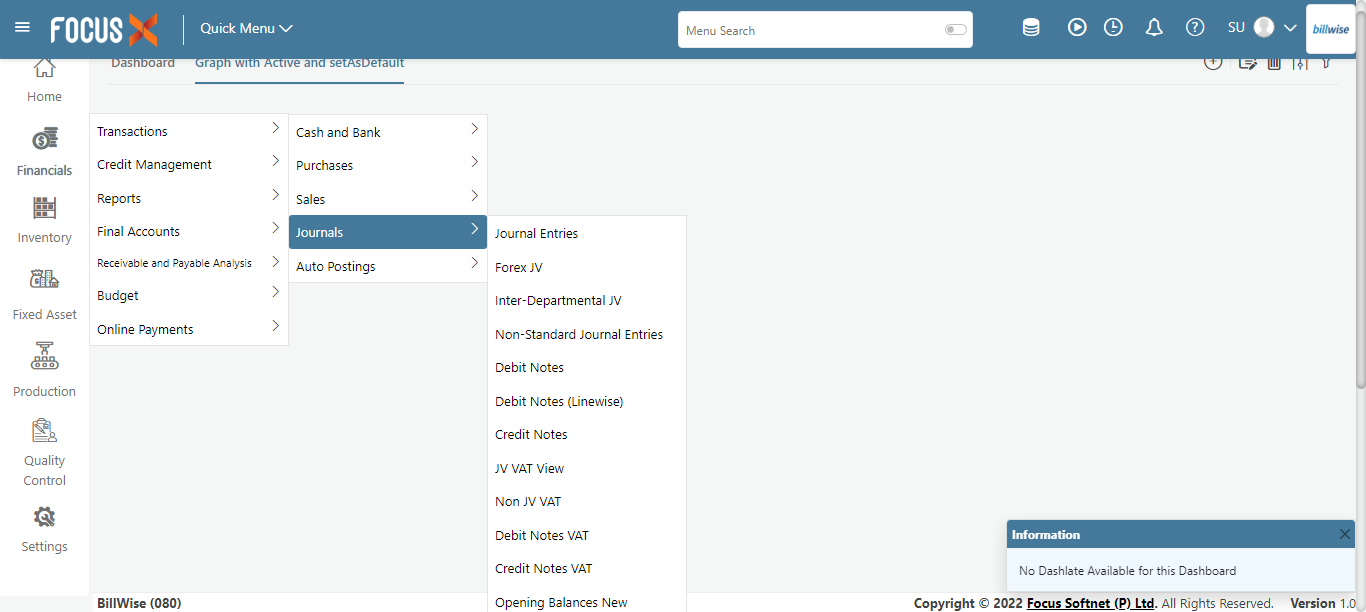 FOCUS X
Quick Menu
Menu Search
SU
billwise
Dashboard
Graph with Active and setAsDefault
Home
Financials
Inventory
Fixed Asset
Production
Quality
Control
Settings
Transactions
Credit Management
Reports
Final Accounts
Receivable and Payable Analysis
Budget
Online Payments
Cash and Bank
Purchases
Sales
Journals
Auto Postings
Journal Entries
Forex JV
Inter-Departmental JV
Non-Standard Journal Entries
Debit Notes
Debit Notes (Linewise)
Credit Notes
JV VAT View
Non JV VAT
Debit Notes VAT
Credit Notes VAT
Opening Balances New
Information
No Dashlate Available for this Dashboard
BillWise (080)
Copyright © 2022 Focus Softnet (P) Ltd. All Rights Reserved. Version 1.0